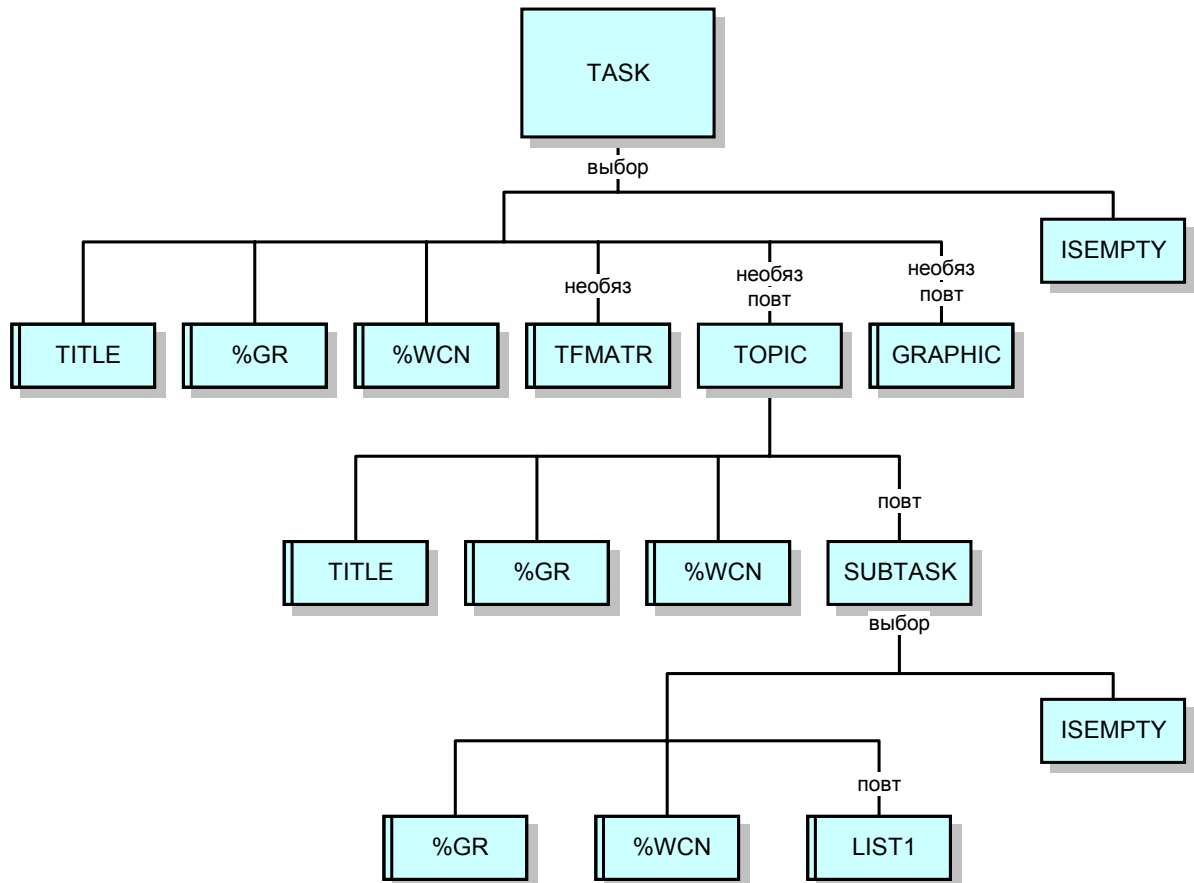 TASK
выбор
ISEMPTY
необяз
необяз
повт
необяз
повт
TITLE
%GR
%WCN
TFMATR
TOPIC
GRAPHIC
повт
TITLE
%GR
%WCN
SUBTASK
выбор
ISEMPTY
повт
%GR
%WCN
LIST1